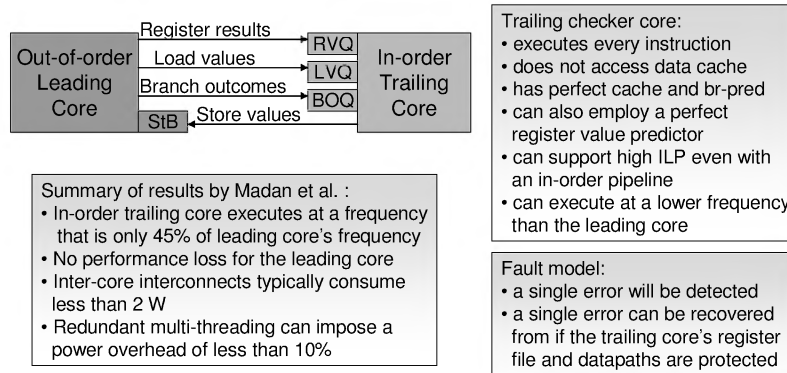 Out-of-order
Leading
Core
StB
Register results
Load values
Branch outcomes
Store values
RVQ
LVQ
BOQ
In-order
Trailing
Core
Trailing checker core:
• executes every instruction
• does not access data cache
• has perfect cache and br-pred
• can also employ a perfect
register value predictor
• can support high ILP even with
an in-order pipeline
• can execute at a lower frequency
than the leading core
Summary of results by Madan et al. :
• In-order trailing core executes at a frequency
that is only 45% of leading core's frequency
• No performance loss for the leading core
• Inter-core interconnects typically consume
less than 2 W
• Redundant multi-threading can impose a
power overhead of less than 10%
Fault model:
• a single error will be detected
• a single error can be recovered
from if the trailing core's register
file and datapaths are protected